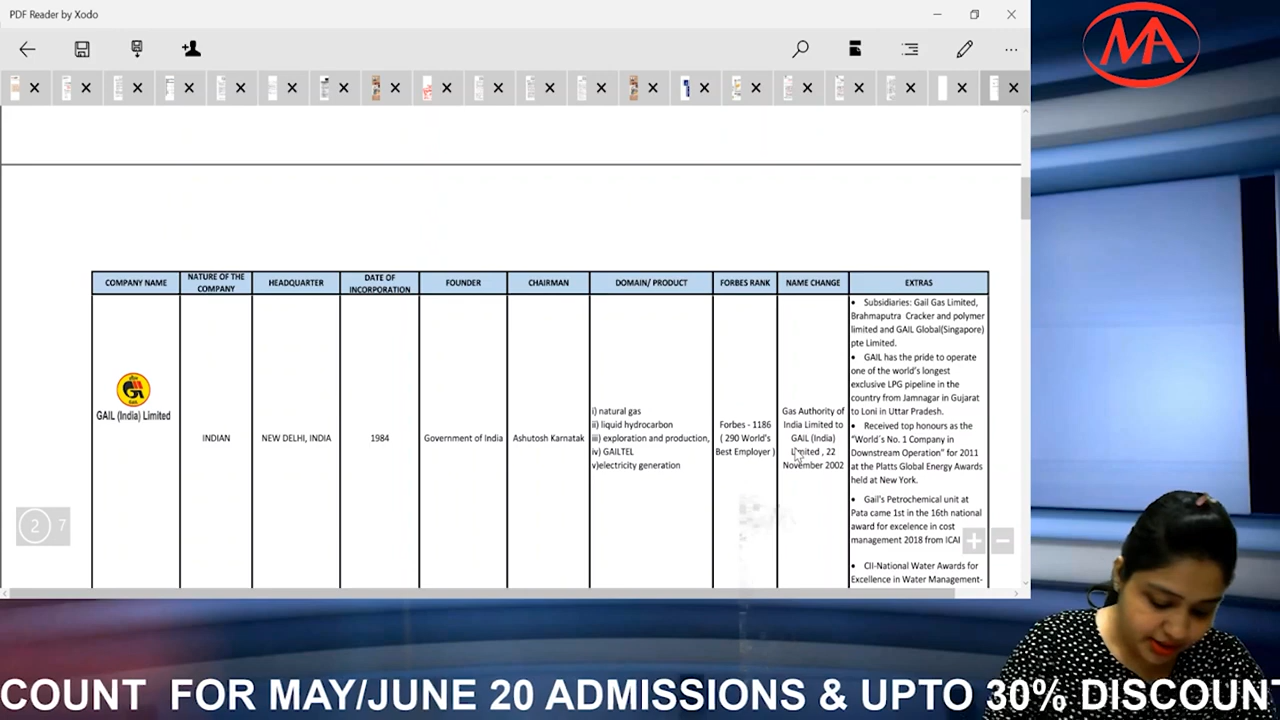 PDF Reader by Xodo
MA
COMPANY NAME
NATURE OF THE
COMPANY
HEADQUARTER
DATE OF
INCORPORATION
FOUNDER
CHAIRMAN
DOMAIN/ PRODUCT
FORBES RANK
NAME CHANGE
EXTRAS
GAIL (India) Limited
INDIAN
NEW DELHI, INDIA
1984
Government of India
Ashutosh Karnatak
i) natural gas
ii) liquid hydrocarbon
iii) exploration and production,
iv) GAILTEL
v)electricity generation
Forbes - 1186
( 290 World's
Best Employer )
Gas Authority of
India Limited to
GAIL (India)
Limited , 22
November 2002
• Subsidiaries: Gail Gas Limited,
Brahmaputra Cracker and polymer
limited and GAIL Global(Singapore)
pte Limited.
• GAIL has the pride to operate
one of the world's longest
exclusive LPG pipeline in the
country from Jamnagar in Gujarat
to Loni in Uttar Pradesh.
• Received top honours as the
"World's No. 1 Company in
Downstream Operation" for 2011
at the Platts Global Energy Awards
held at New York.
• Gail's Petrochemical unit at
Pata came 1st in the 16th national
award for excelence in cost
management 2018 from ICAI
• CII-National Water Awards for
Excellence in Water Management-
2 7
COUNT FOR MAY/JUNE 20 ADMISSIONS & UPTO 30% DISCOUNT